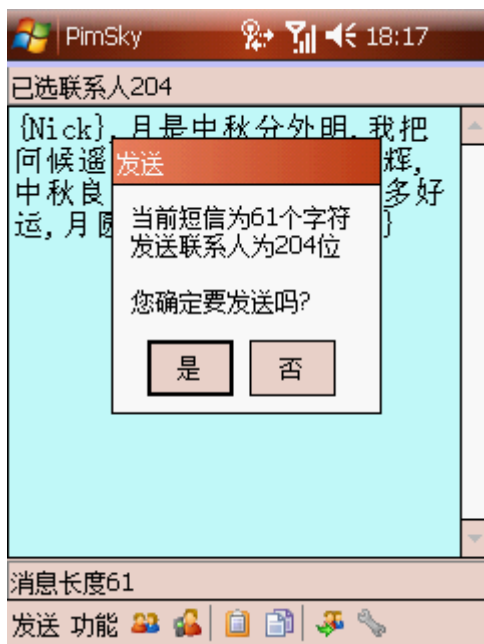 PimSky 18:17
已选联系人204
{Nick}, 月是中秋分外明, 我把
问候遥
辉,
中秋良
多好
运, 月
}
发送
当前短信为61个字符
发送联系人为204位
您确定要发送吗?
是 否
消息长度61
发送 功能